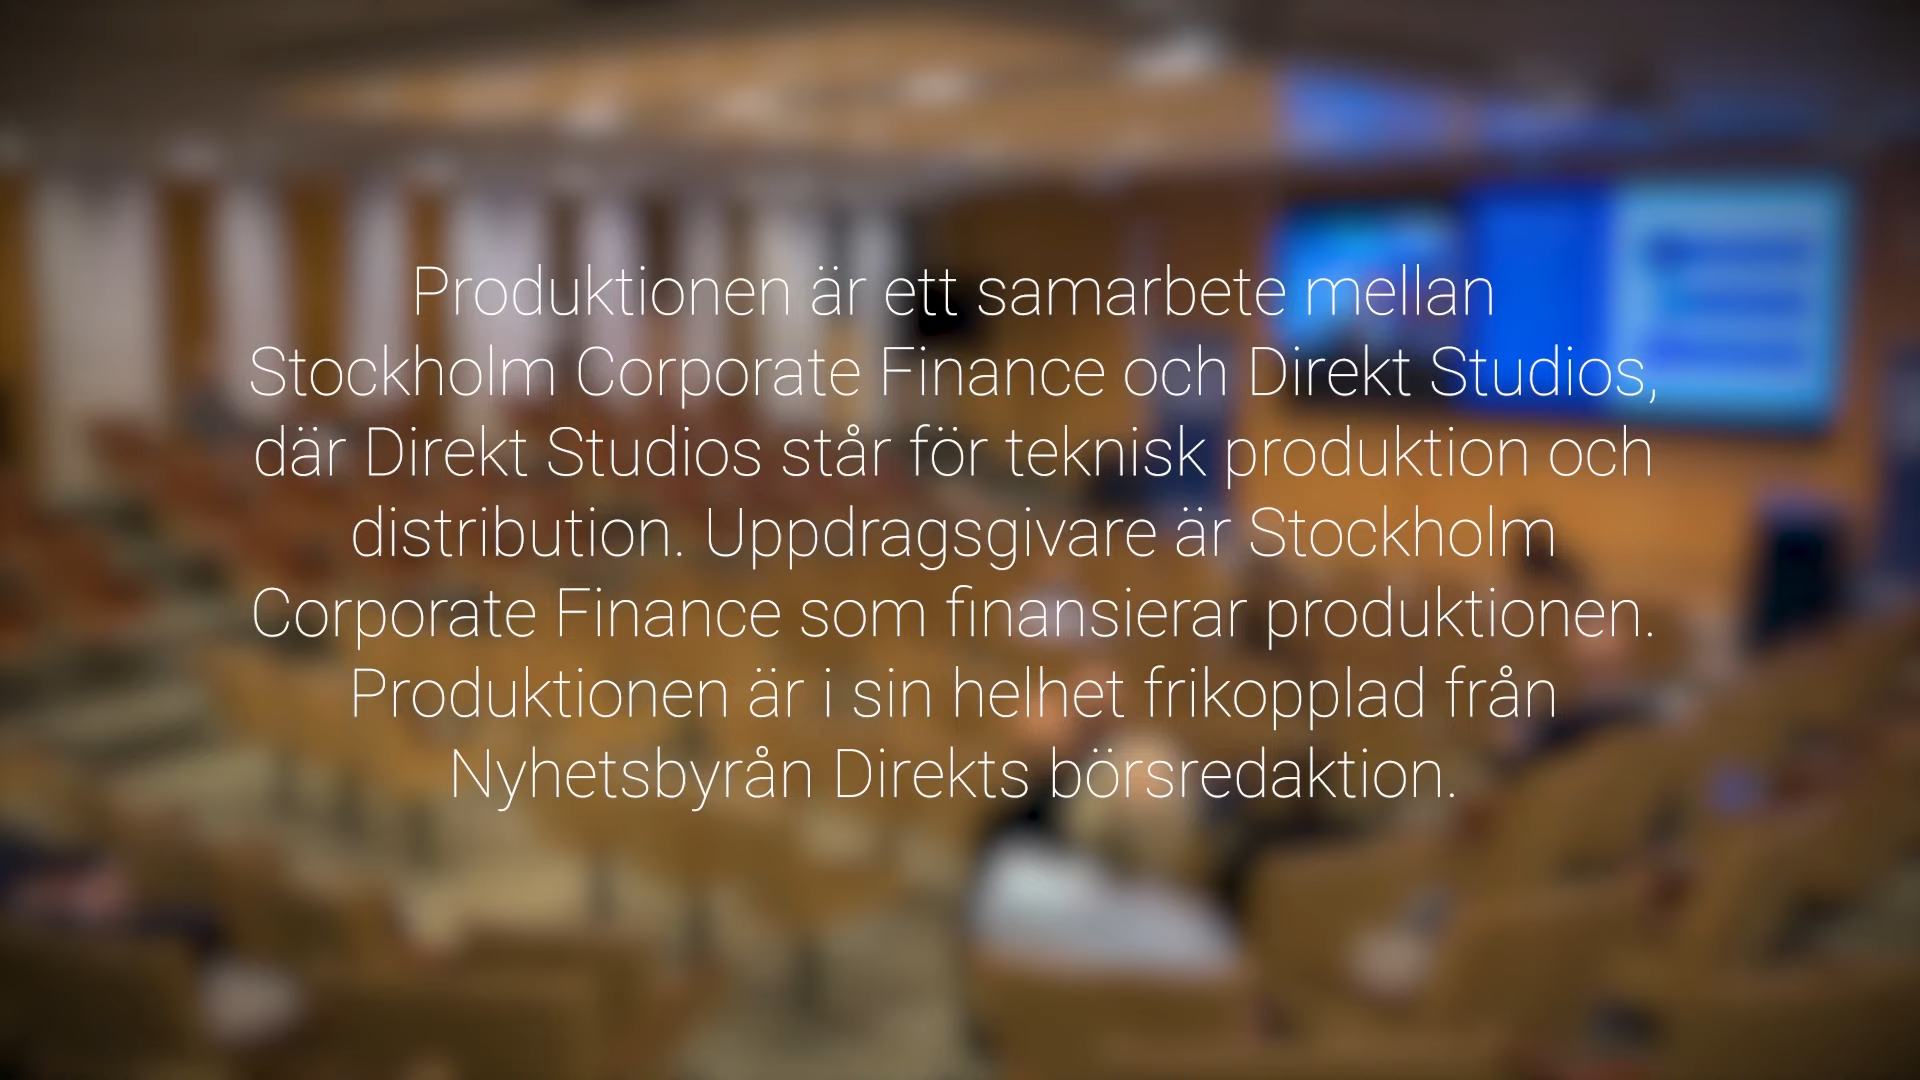 Produktionen är ett samarbete mellan
Stockholm Corporate Finance och Direkt Studios,
där Direkt Studios står för teknisk produktion och
distribution. Uppdragsgivare är Stockholm
Corporate Finance som finansierar produktionen.
Produktionen är i sin helhet frikopplad från
Nyhetsbyrån Direkts börsredaktion.